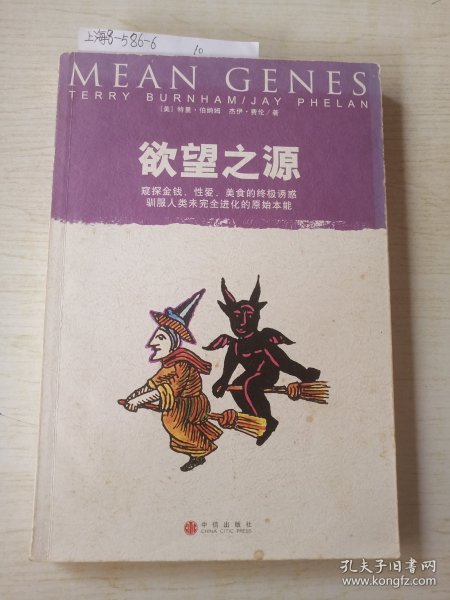 上海8-586-6
10
MEAN GENES
TERRY BURNHAM/JAY PHELAN
[美] 特里·伯纳姆 杰伊·费伦/著
欲望之源
窥探金钱、性爱、美食的终极诱惑
驯服人类未完全进化的原始本能
中信出版社
CHINA CITIC PRESS
孔夫子旧书网
www.kongfz.com